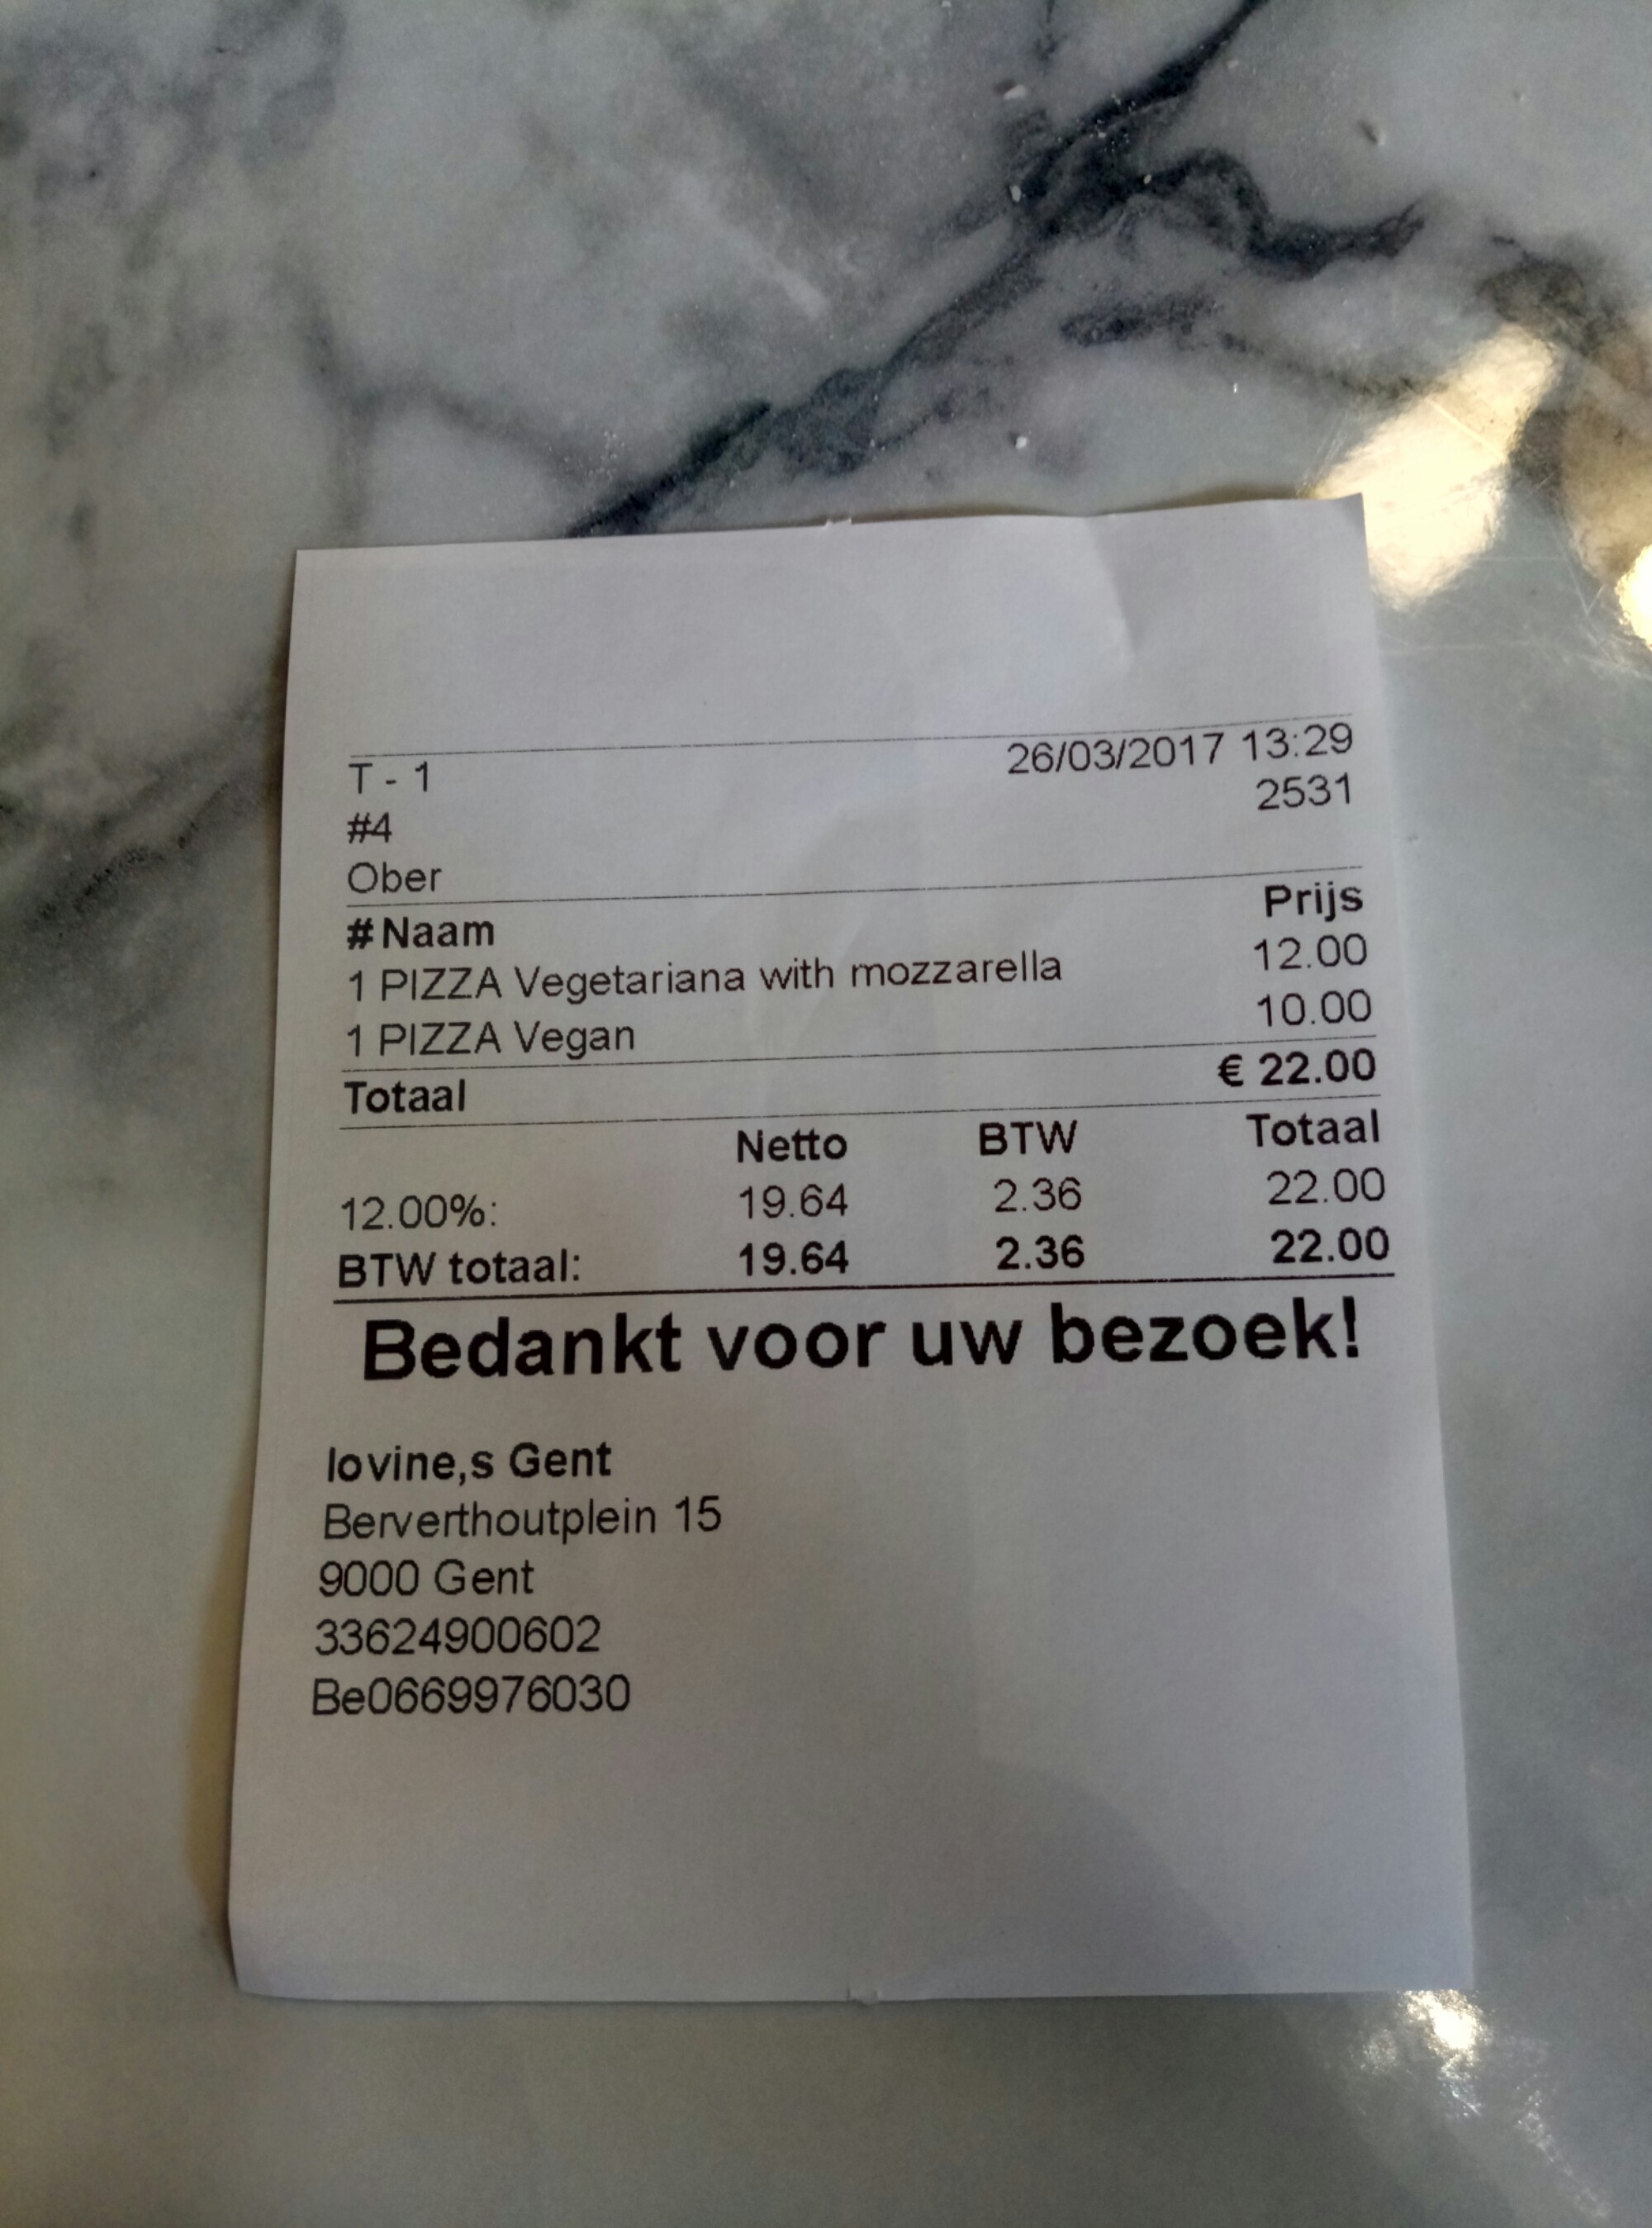 T - 1 26/03/2017 13:29
#4 2531
Ober
# Naam Prijs
1 PIZZA Vegetariana with mozzarella 12.00
1 PIZZA Vegan 10.00
Totaal € 22.00
Netto BTW Totaal
12.00%: 19.64 2.36 22.00
BTW totaal: 19.64 2.36 22.00
Bedankt voor uw bezoek!
Iovine,s Gent
Berverthoutplein 15
9000 Gent
33624900602
Be0669976030